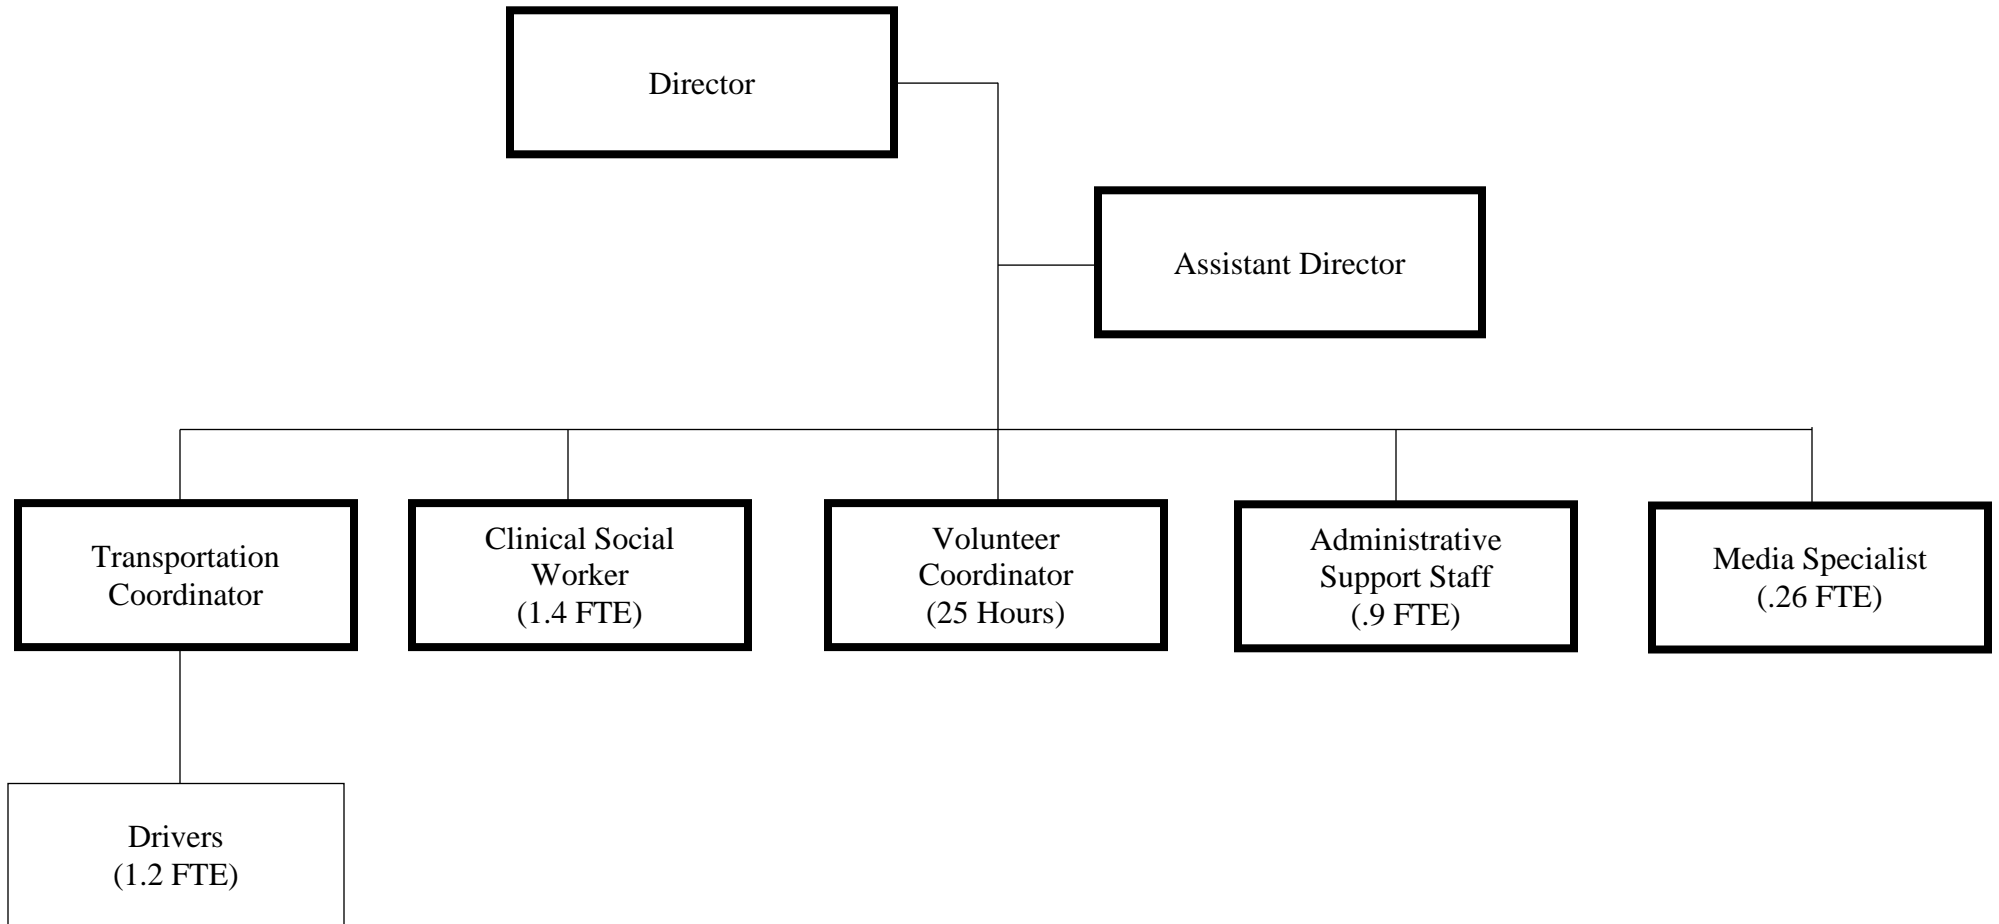 Director
Assistant Director
Transportation
Coordinator
Clinical Social
Worker
(1.4 FTE)
Volunteer
Coordinator
(25 Hours)
Administrative
Support Staff
(.9 FTE)
Media Specialist
(.26 FTE)
Drivers
(1.2 FTE)